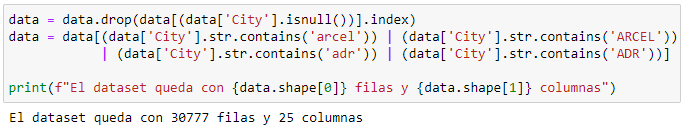 data = data.drop(data[(data['City'].isnull())].index)
data = data[(data['City'].str.contains('arcel')) | (data['City'].str.contains('ARCEL'))
| (data['City'].str.contains('adr')) | (data['City'].str.contains('ADR'))]
print(f"El dataset queda con {data.shape[0]} filas y {data.shape[1]} columnas")
El dataset queda con 30777 filas y 25 columnas